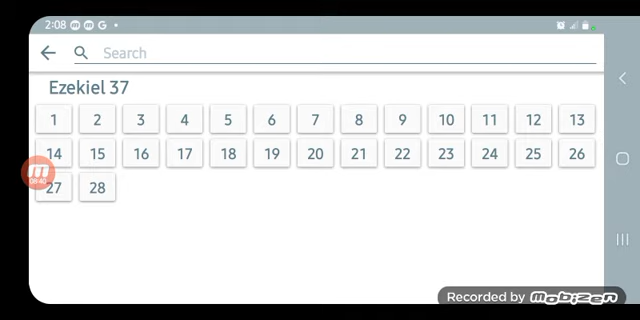 2:08
Search
Ezekiel 37
1 2 3 4 5 6 7 8 9 10 11 12 13
14 15 16 17 18 19 20 21 22 23 24 25 26
27 28
Recorded by mobizen